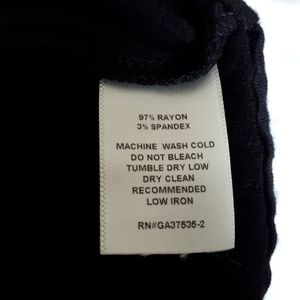 97% RAYON
3% SPANDEX
MACHINE WASH COLD
DO NOT BLEACH
TUMBLE DRY LOW
DRY CLEAN
RECOMMENDED
LOW IRON
RN#GA37535-2